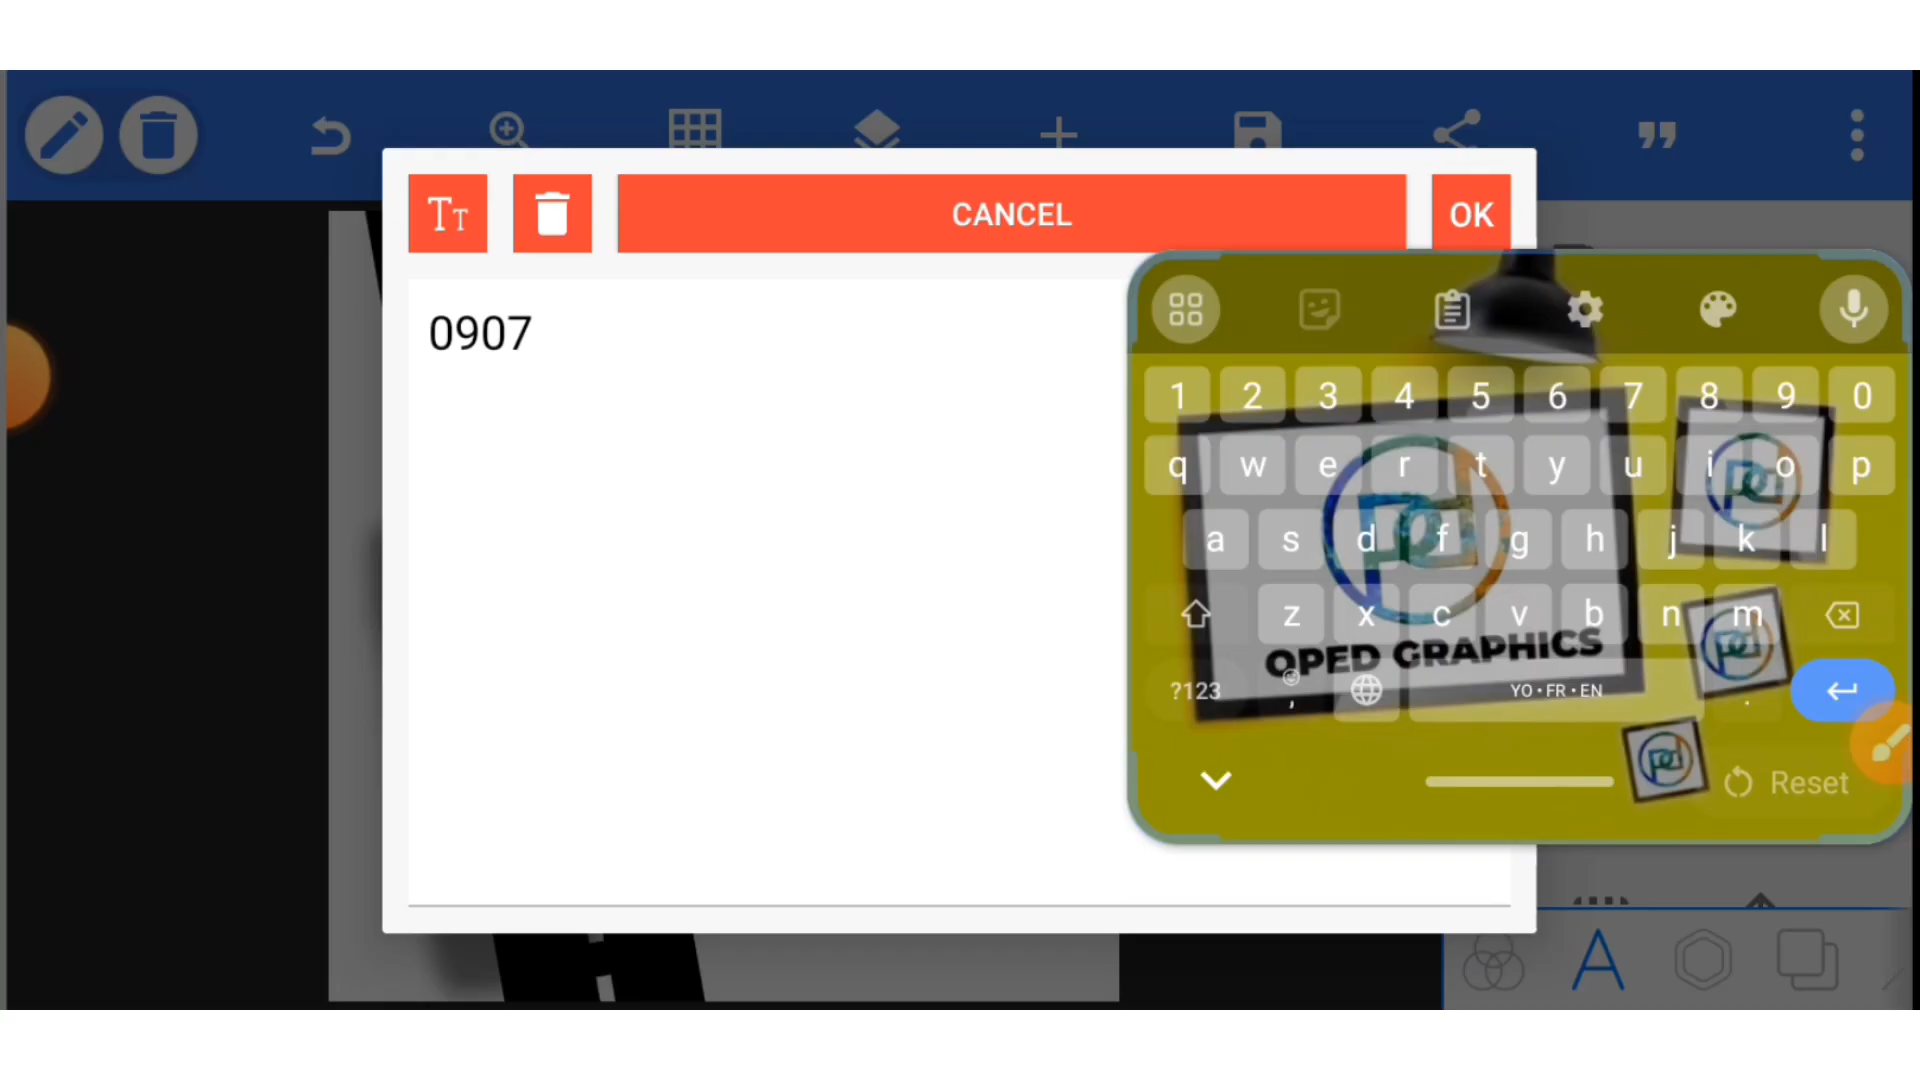 TT
CANCEL
OK
0907
1 2 3 4 5 6 7 8 9 0
q w e r t y u i o p
a s d f g h j k l
z x c v b n m
OPED GRAPHICS
?123 , YO • FR • EN .
Reset
A